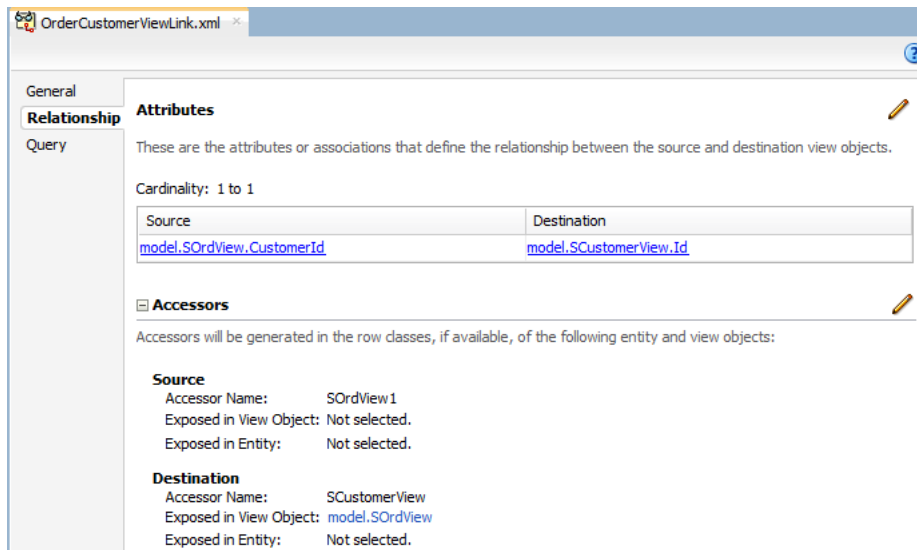 OrderCustomerViewLink.xml ×
General
Relationship
Query
Attributes
These are the attributes or associations that define the relationship between the source and destination view objects.
Cardinality: 1 to 1
Source Destination
model.SOrdView.CustomerId model.SCustomerView.Id
Accessors
Accessors will be generated in the row classes, if available, of the following entity and view objects:
Source
Accessor Name: SOrdView1
Exposed in View Object: Not selected.
Exposed in Entity: Not selected.
Destination
Accessor Name: SCustomerView
Exposed in View Object: model.SOrdView
Exposed in Entity: Not selected.